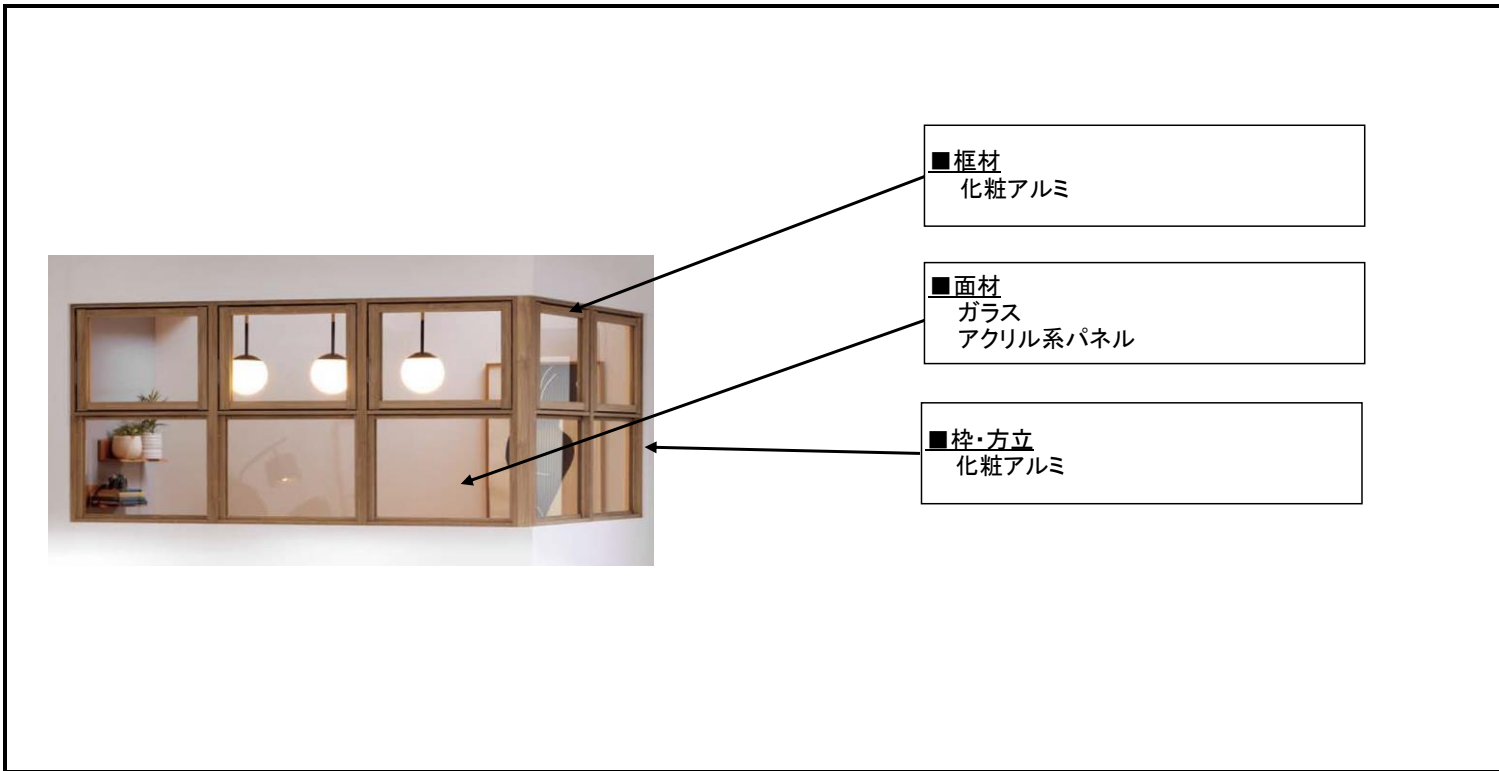 ■框材
化粧アルミ
■面材
ガラス
アクリル系パネル
■枠・方立
化粧アルミ